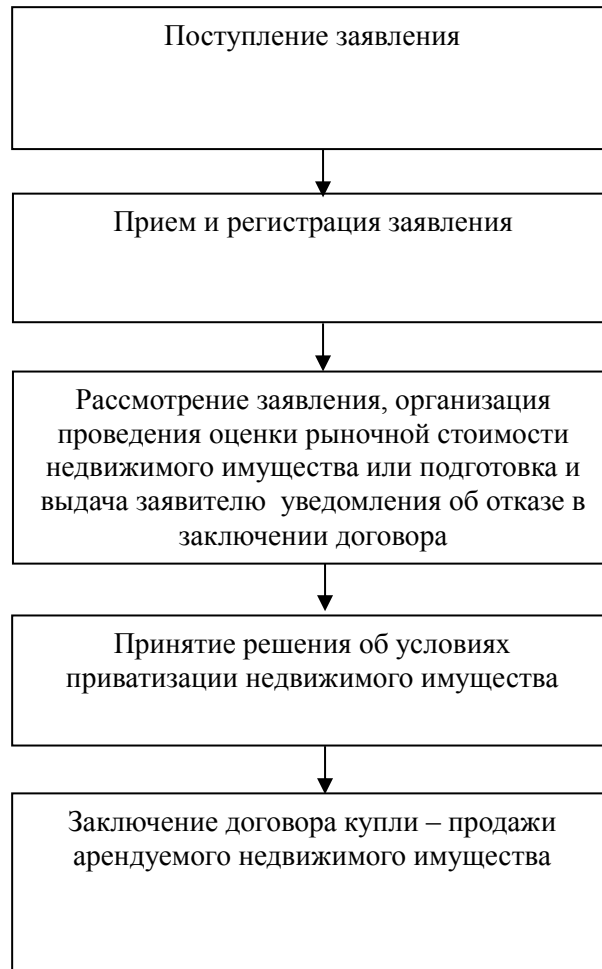 Поступление заявления
Прием и регистрация заявления
Рассмотрение заявления, организация
проведения оценки рыночной стоимости
недвижимого имущества или подготовка и
выдача заявителю  уведомления об отказе в
заключении договора
Принятие решения об условиях
приватизации недвижимого имущества
Заключение договора купли – продажи
арендуемого недвижимого имущества